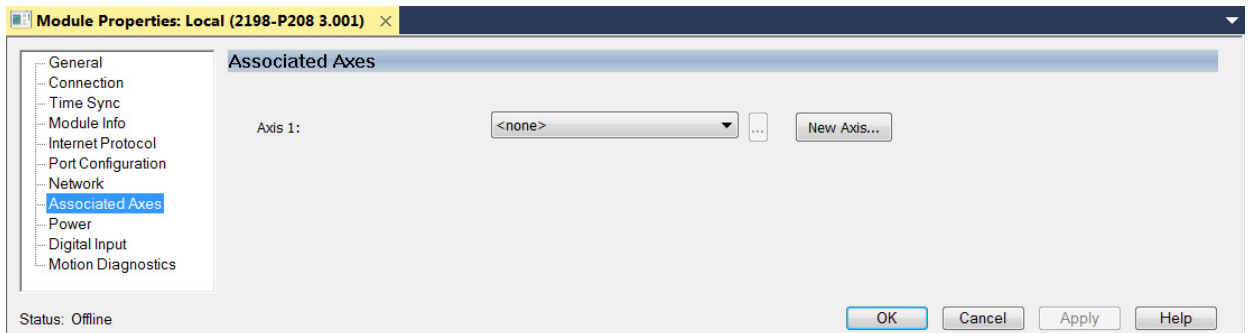 Module Properties: Local (2198-P208 3.001)
General
Connection
Time Sync
Module Info
Internet Protocol
Port Configuration
Network
Associated Axes
Power
Digital Input
Motion Diagnostics
Associated Axes
Axis 1: <none> ... New Axis...
Status: Offline OK Cancel Apply Help